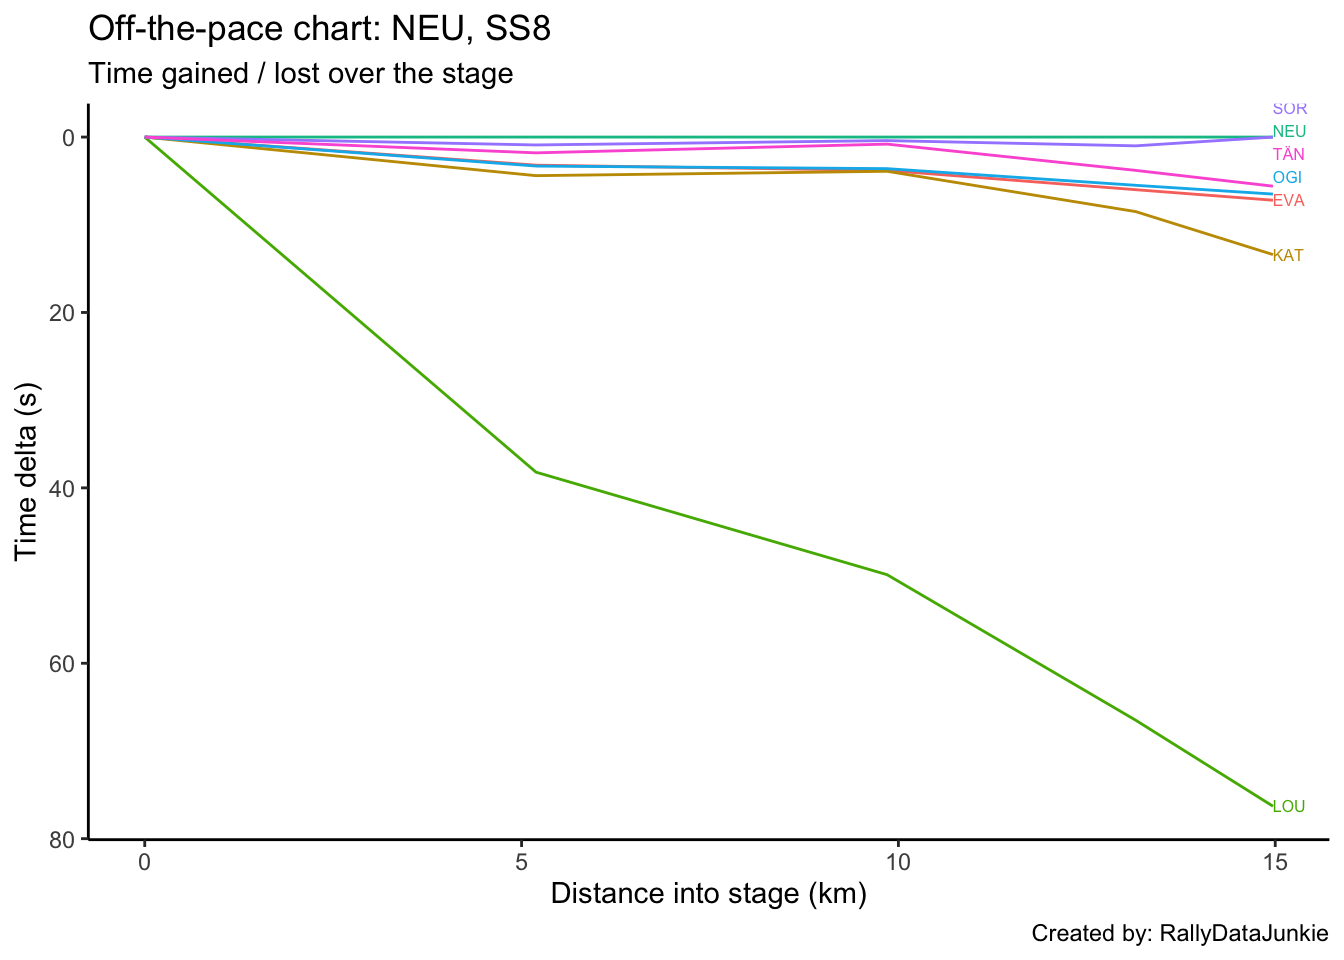 Off-the-pace chart: NEU, SS8
Time gained / lost over the stage
SOR
NEU
TÄN
OGI
EVA
KAT
LOU
0
20
40
60
80
Time delta (s)
0 5 10 15
Distance into stage (km)
Created by: RallyDataJunkie